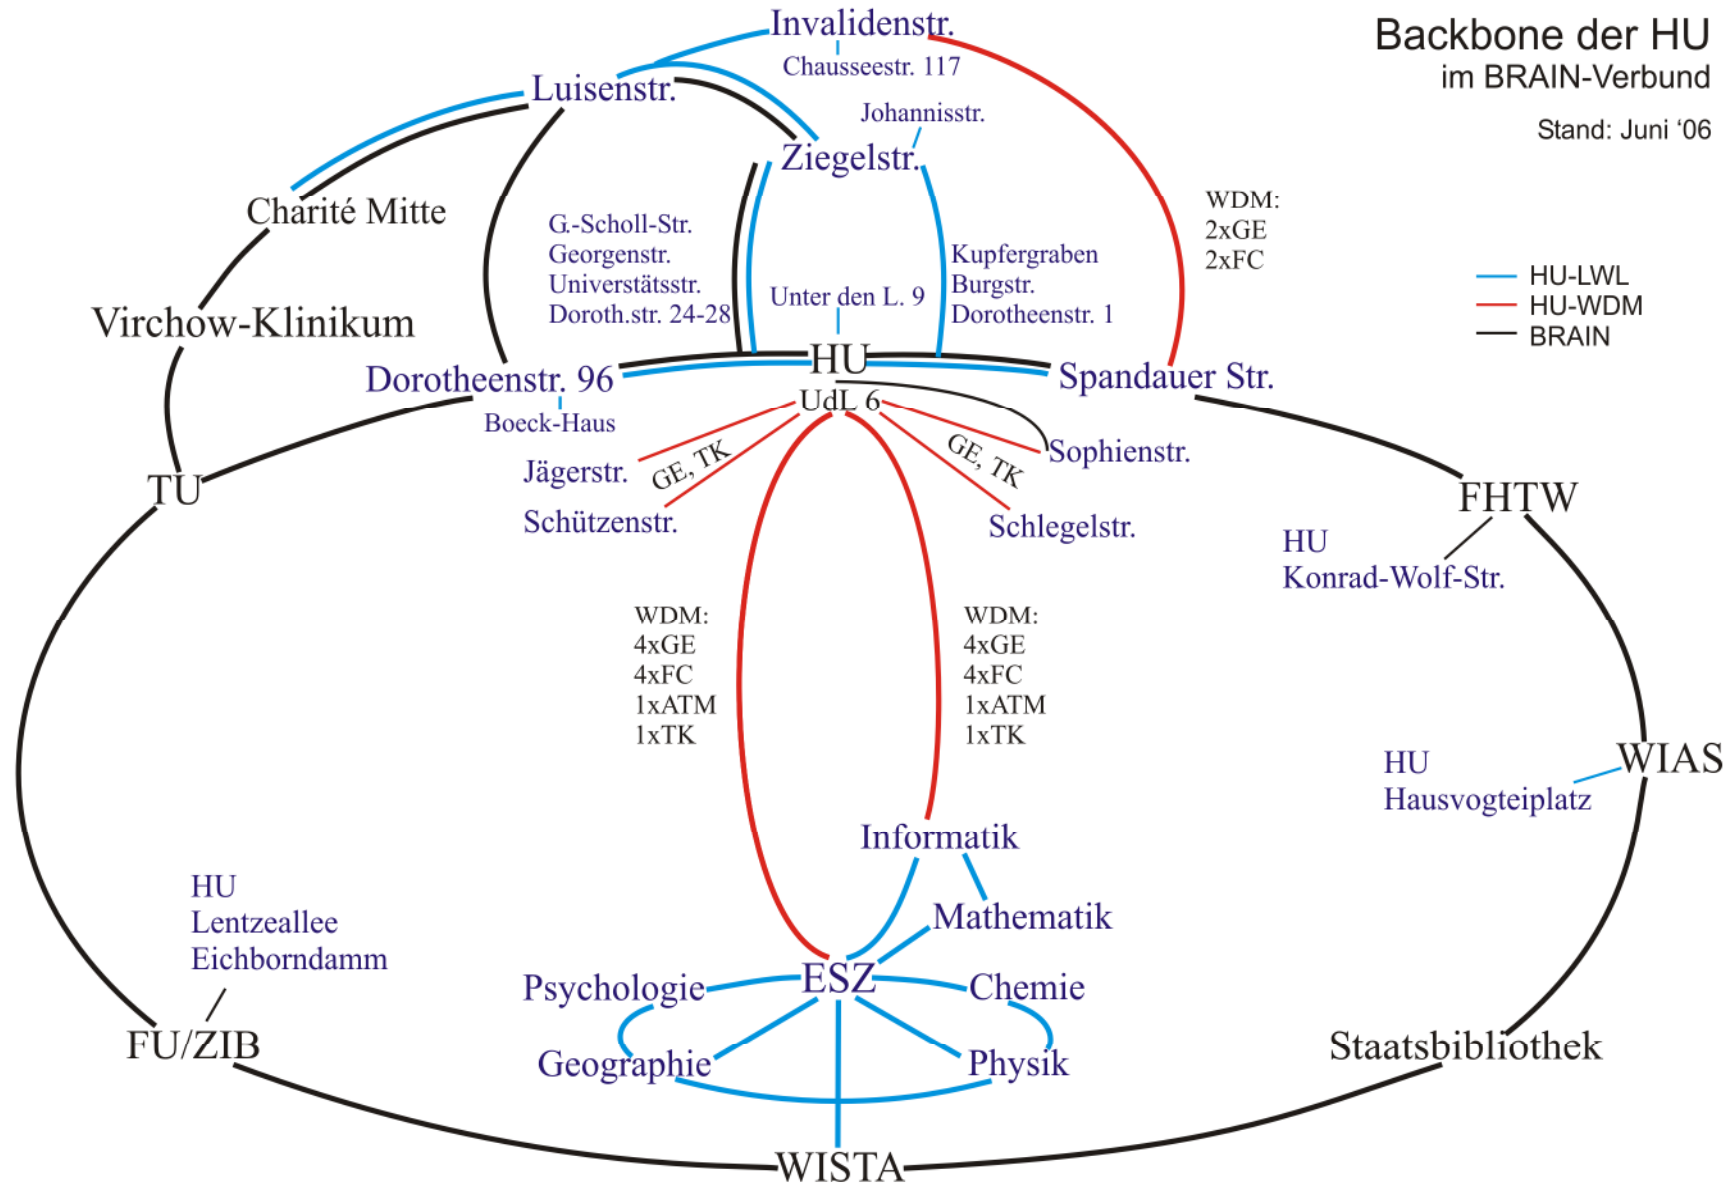 Backbone der HU
im BRAIN-Verbund
Stand: Juni ‘06
Invalidenstr.
Chausseestr. 117
Luisenstr.
Johannisstr.
Ziegelstr.
Charité Mitte
WDM:
2xGE
2xFC
G.-Scholl-Str.
Georgenstr.
Universtätsstr.
Doroth.str. 24-28
Unter den L. 9
Kupfergraben
Burgstr.
Dorotheenstr. 1
HU-LWL
HU-WDM
BRAIN
Virchow-Klinikum
HU
UdL 6
Dorotheenstr. 96
Boeck-Haus
Spandauer Str.
Jägerstr.
GE, TK
Schützenstr.
GE, TK
Sophienstr.
Schlegelstr.
TU
FHTW
HU
Konrad-Wolf-Str.
WDM:
4xGE
4xFC
1xATM
1xTK
WDM:
4xGE
4xFC
1xATM
1xTK
WIAS
HU
Hausvogteiplatz
Informatik
Mathematik
HU
Lentzeallee
Eichborndamm
FU/ZIB
Psychologie
ESZ
Chemie
Geographie
Physik
Staatsbibliothek
WISTA